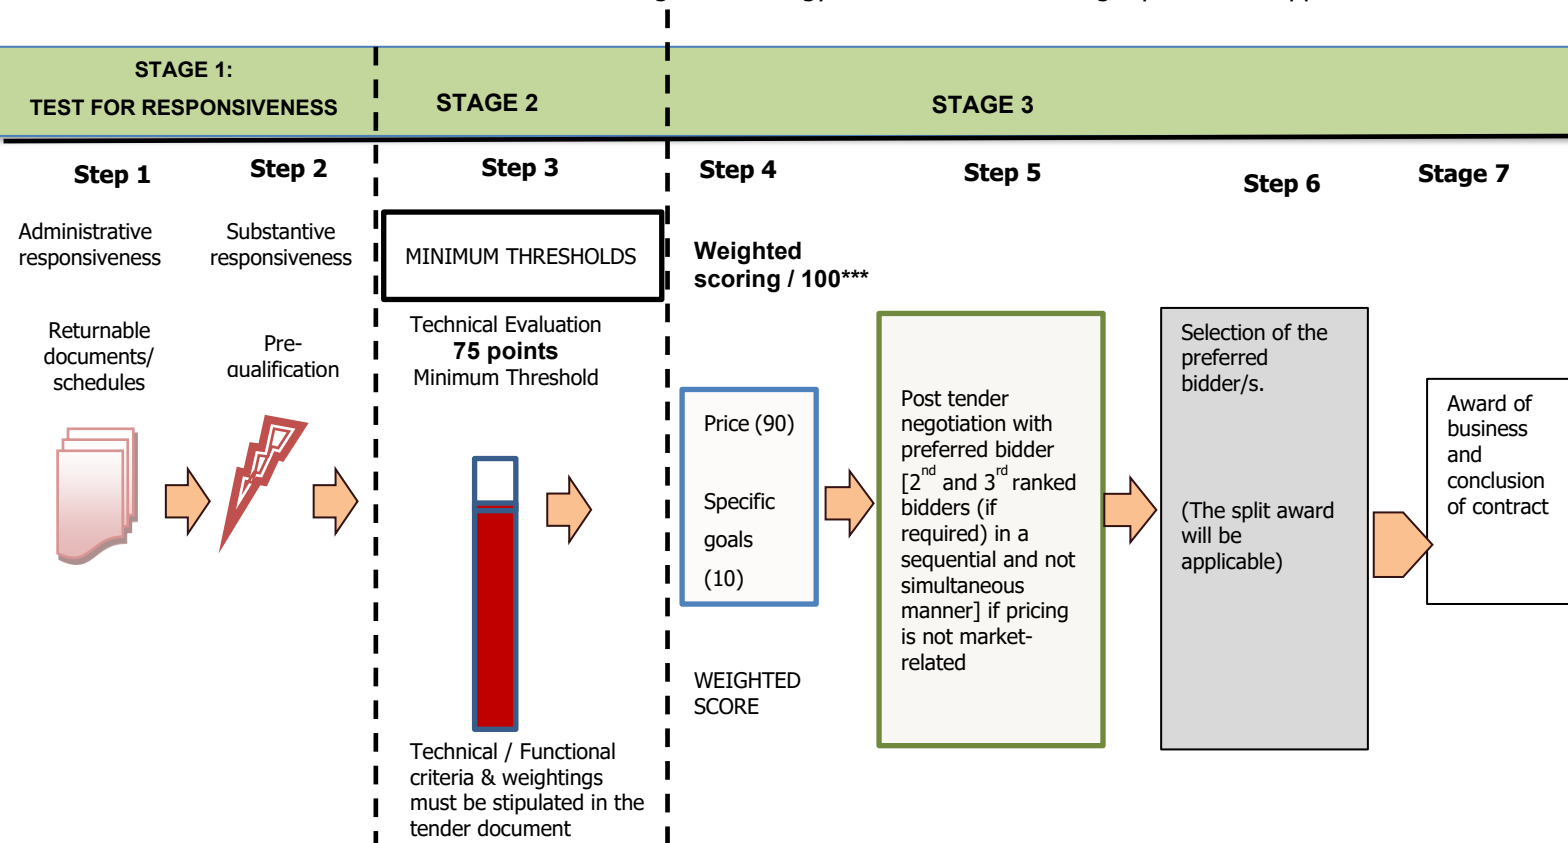 STAGE 1:
TEST FOR RESPONSIVENESS
STAGE 2
STAGE 3
Step 1
Step 2
Step 3
Step 4
Step 5
Step 6
Stage 7
Administrative
responsiveness
Substantive
responsiveness
MINIMUM THRESHOLDS
Weighted
scoring / 100***
Returnable
documents/
schedules
Pre-
qualification
Technical Evaluation
75 points
Minimum Threshold
Price (90)
Specific
goals
(10)
WEIGHTED
SCORE
Post tender
negotiation with
preferred bidder
[2nd and 3rd ranked
bidders (if
required) in a
sequential and not
simultaneous
manner] if pricing
is not market-
related
Selection of the
preferred
bidder/s.
(The split award
will be
applicable)
Award of
business
and
conclusion
of contract
Technical / Functional
criteria & weightings
must be stipulated in the
tender document